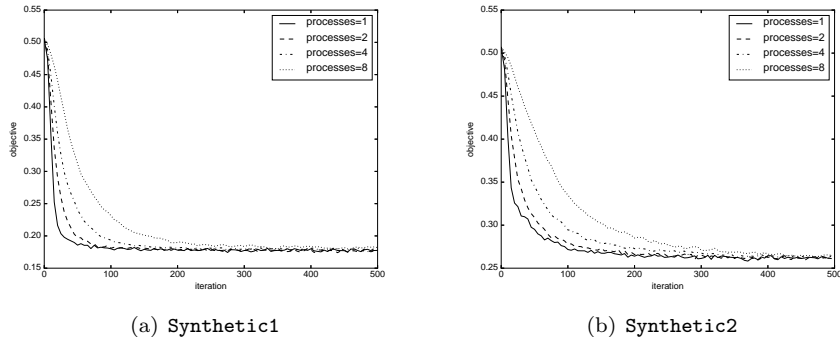 0.55
0.50
0.45
0.40
0.35
0.30
0.25
0.20
0.15
objective
0 100 200 300 400 500
iteration
processes=1
processes=2
processes=4
processes=8
(a) Synthetic1
0.55
0.50
0.45
0.40
0.35
0.30
0.25
objective
0 100 200 300 400 500
iteration
processes=1
processes=2
processes=4
processes=8
(b) Synthetic2